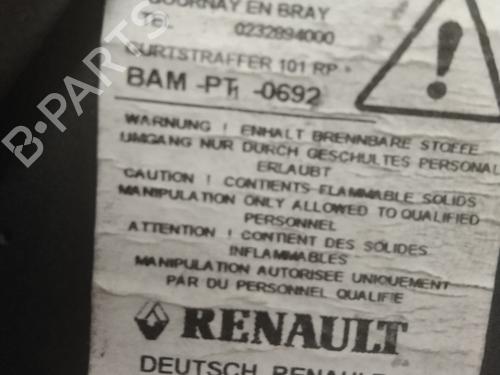 GOURNAY EN BRAY
TEL. 0232894000
GURTSTRAFFER 101 RP
BAM -PT1 -0692
WARNUNG ! ENHALT BRENNBARE STOFFE
UMGANG NUR DURCH GESCHULTES PERSONAL
ERLAUBT
CAUTION ! CONTIENTS FLAMMABLE SOLIDS
MANIPULATION ONLY ALLOWED TO QUALIFIED
PERSONNEL
ATTENTION ! CONTIENT DES SOLIDES
INFLAMMABLES
MANIPULATION AUTORISEE UNIQUEMENT
PAR DU PERSONNEL QUALIFIE
RENAULT
DEUTSCH RENAULT
B-PARTS